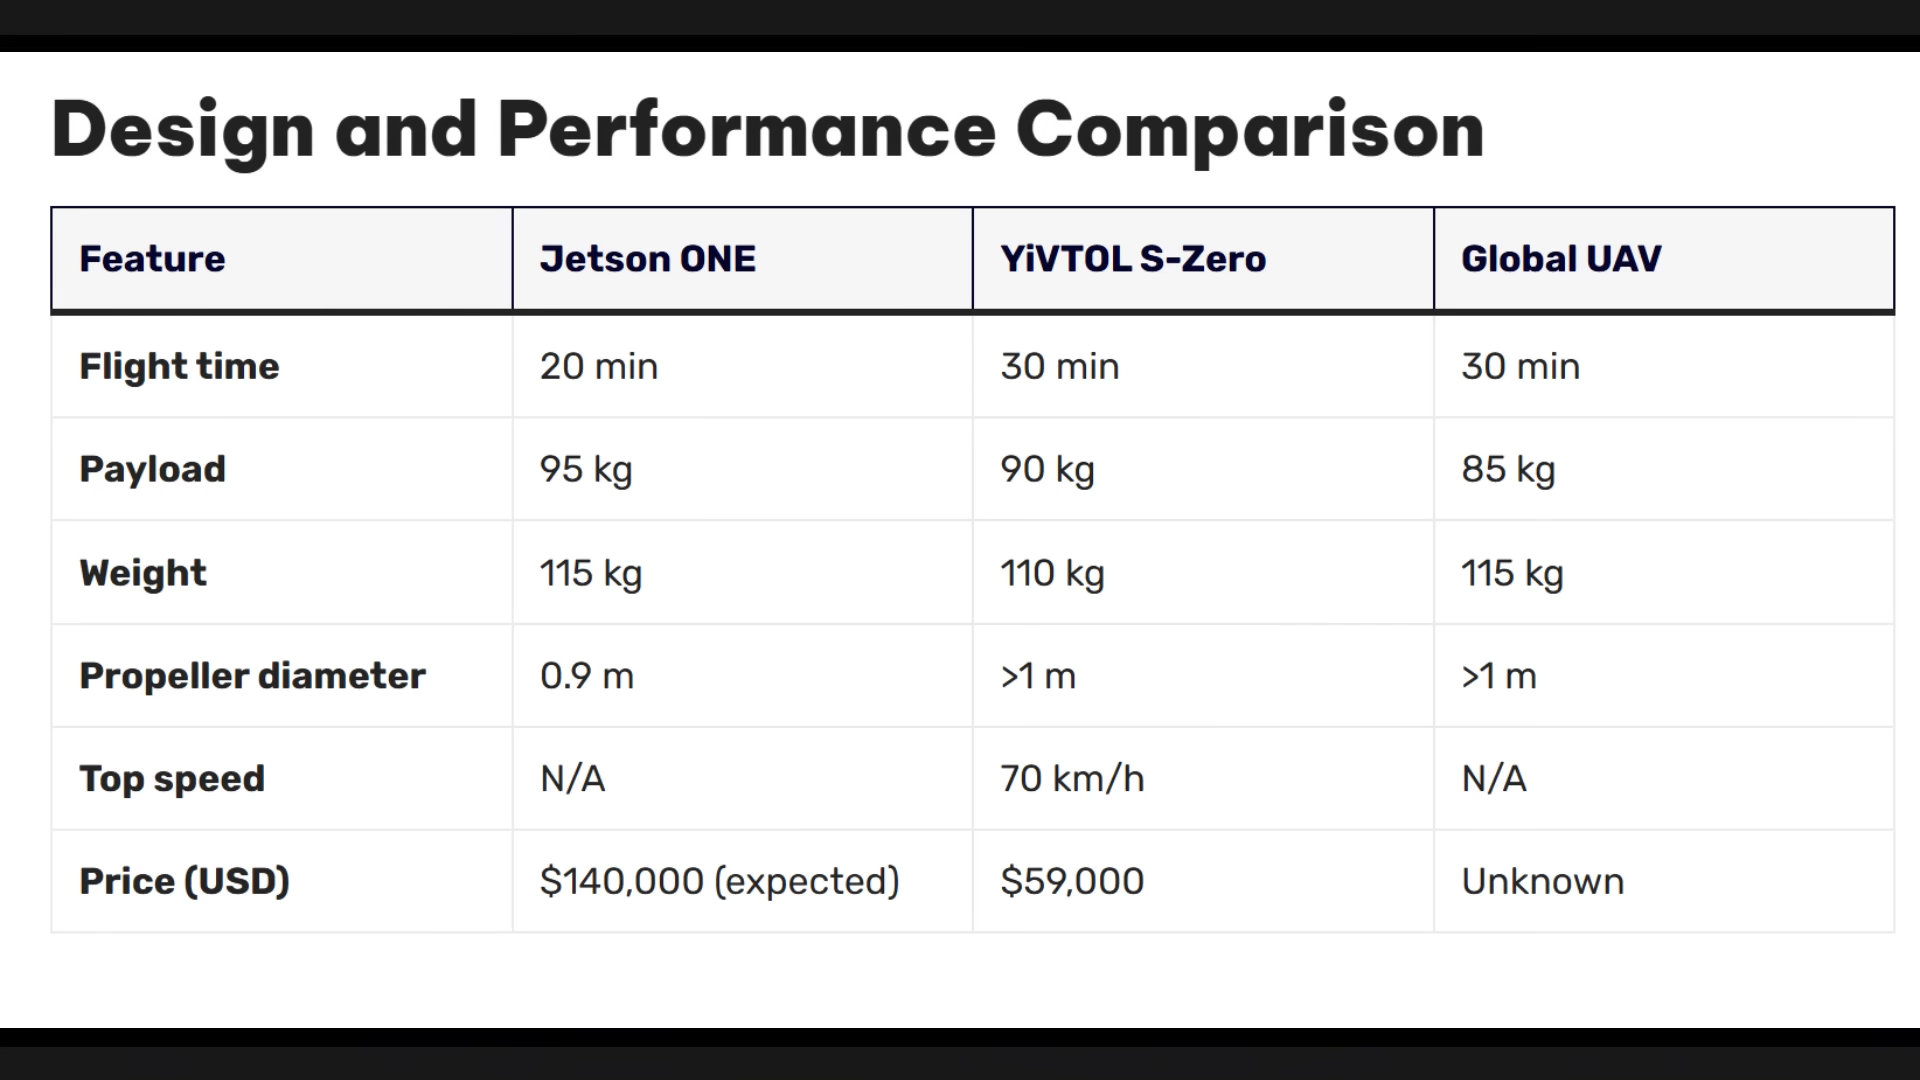 Design and Performance Comparison
Feature Jetson ONE YiVTOL S-Zero Global UAV
Flight time 20 min 30 min 30 min
Payload 95 kg 90 kg 85 kg
Weight 115 kg 110 kg 115 kg
Propeller diameter 0.9 m >1 m >1 m
Top speed N/A 70 km/h N/A
Price (USD) $140,000 (expected) $59,000 Unknown